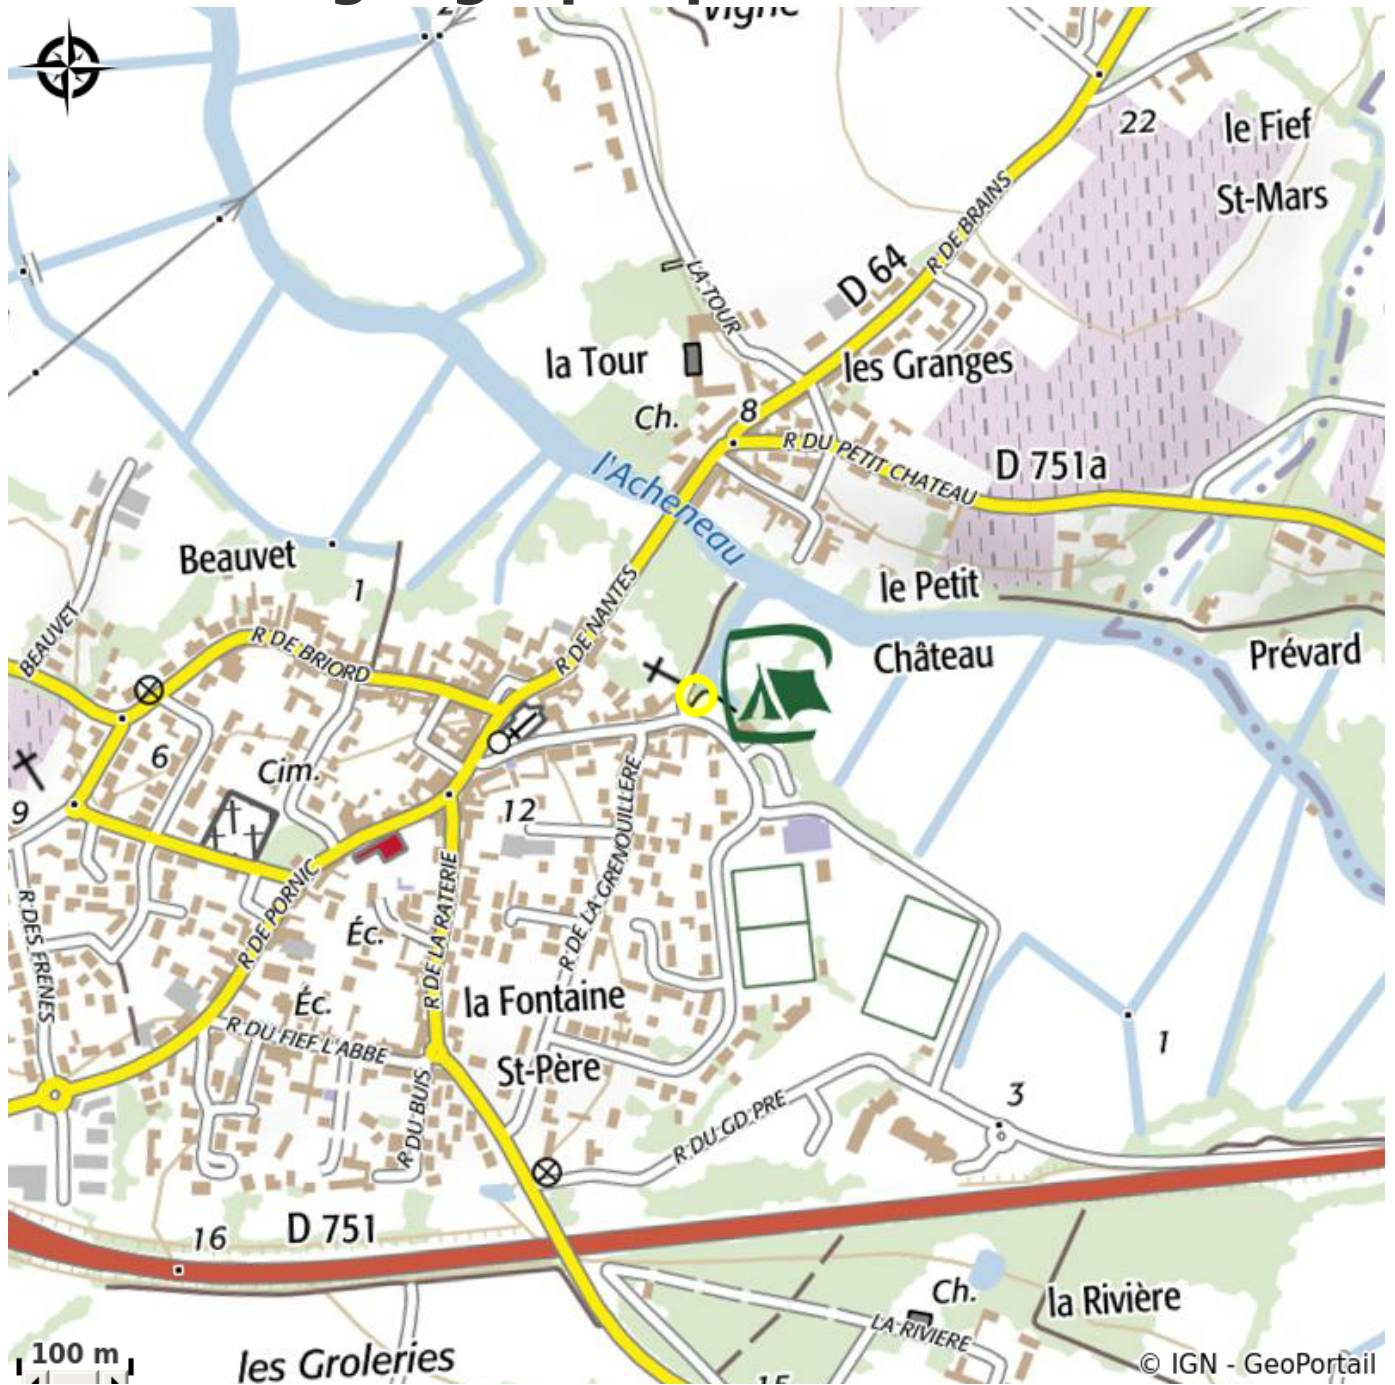 Vigne
22
le Fief
St-Mars
R DE BRAINS
D 64
LA TOUR
la Tour
les Granges
Ch.
8
R DU PETIT CHATEAU
D 751a
l'Acheneau
Beauvet
1
le Petit
Château
Prévard
BEAUVET
R DE BRIORD
R DE NANTES
6
Cim.
9
12
R DE LA GRENOUILLERE
R DE PORNIC
R DE LA RATERIE
R DES FRENES
Éc.
Éc.
la Fontaine
St-Père
R DU FIEF L'ABBE
R DU BUIS
R DU GD PRE
1
3
16
D 751
Ch.
la Rivière
LA RIVIERE
les Groleries
15
100 m
© IGN - GeoPortail